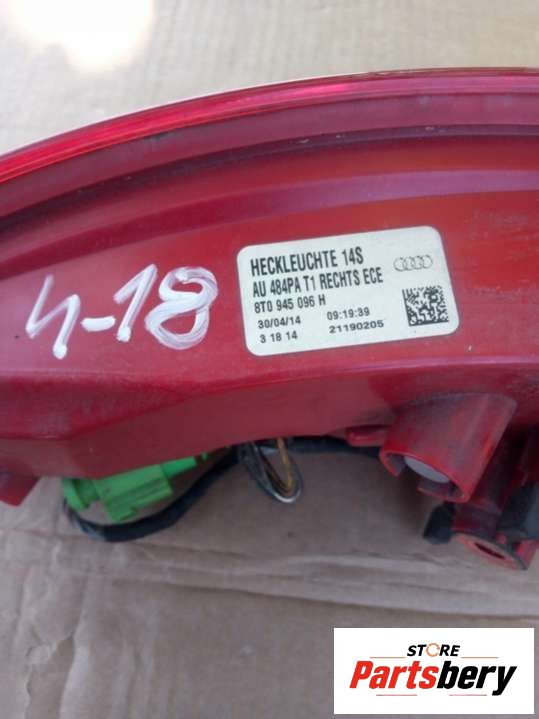 HECKLEUCHTE 14S
AU 484PA T1 RECHTS ECE
8T0 945 096 H
30/04/14 09:19:39
3 18 14 21190205
4-18
STORE
Partsbery